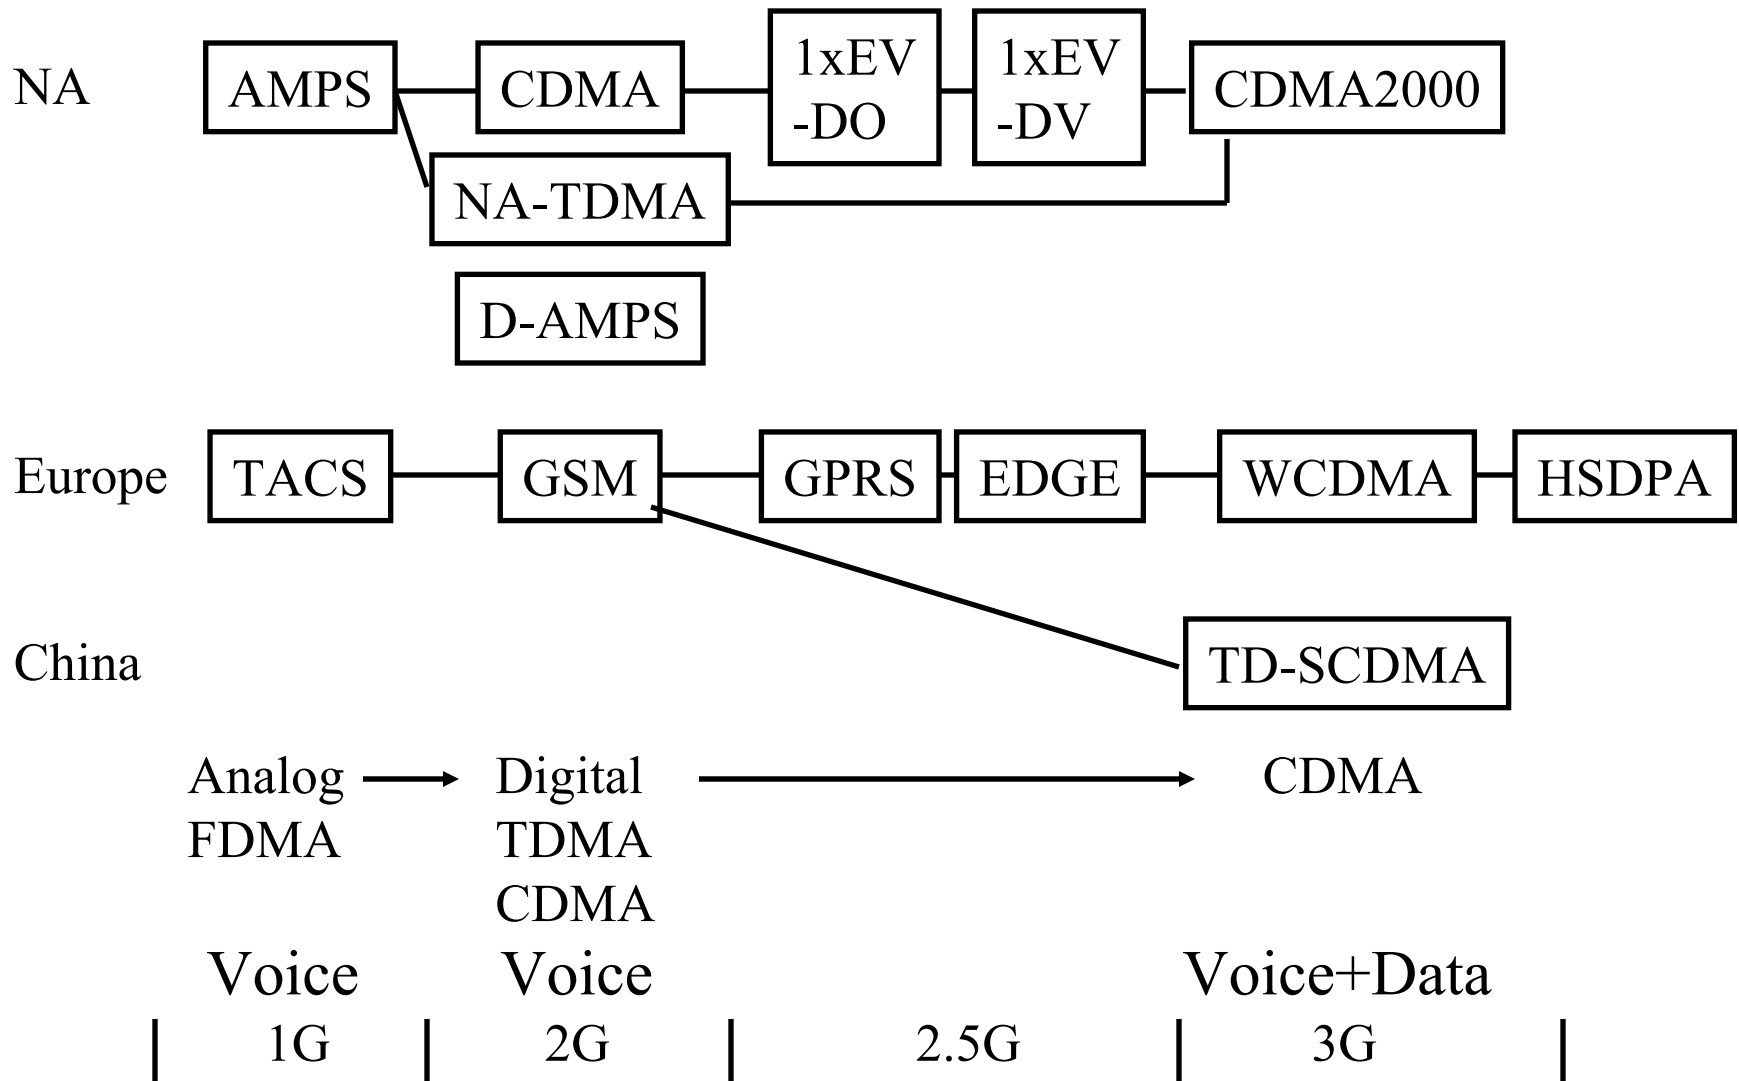 NA
AMPS
CDMA
1xEV
-DO
1xEV
-DV
CDMA2000
NA-TDMA
D-AMPS
Europe
TACS
GSM
GPRS
EDGE
WCDMA
HSDPA
China
TD-SCDMA
Analog
FDMA
Digital
TDMA
CDMA
CDMA
Voice
Voice
Voice+Data
1G
2G
2.5G
3G